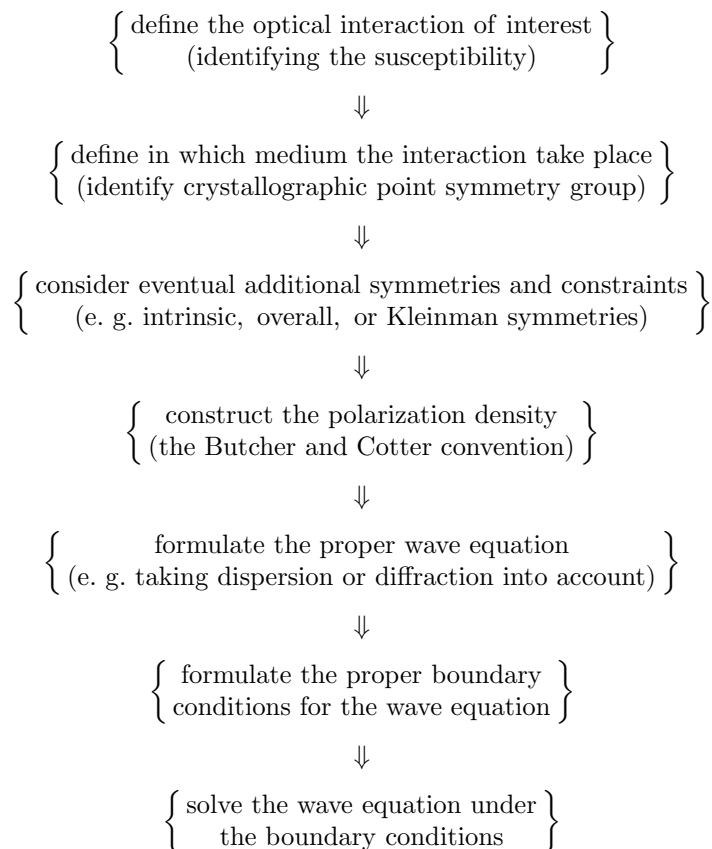 define the optical interaction of interest
(identifying the susceptibility)
⇓
define in which medium the interaction take place
(identify crystallographic point symmetry group)
⇓
consider eventual additional symmetries and constraints
(e. g. intrinsic, overall, or Kleinman symmetries)
⇓
construct the polarization density
(the Butcher and Cotter convention)
⇓
formulate the proper wave equation
(e. g. taking dispersion or diffraction into account)
⇓
formulate the proper boundary
conditions for the wave equation
⇓
solve the wave equation under
the boundary conditions